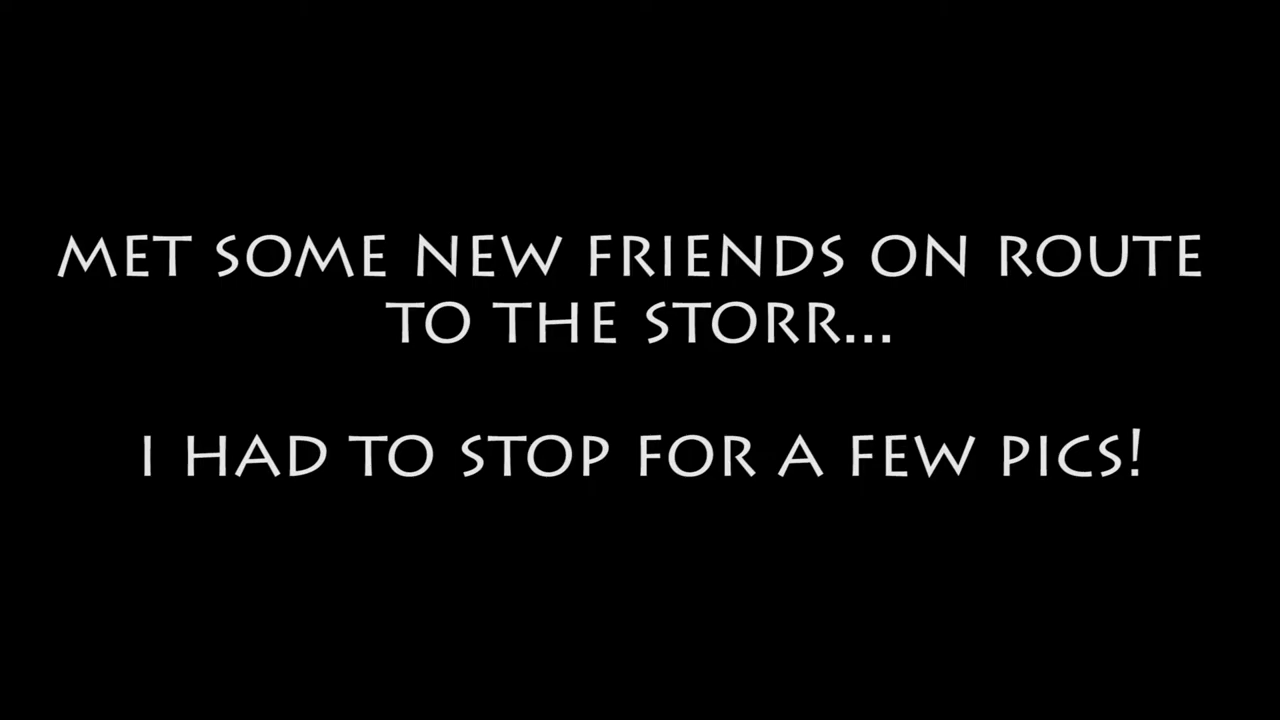 MET SOME NEW FRIENDS ON ROUTE
TO THE STORR...
I HAD TO STOP FOR A FEW PICS!